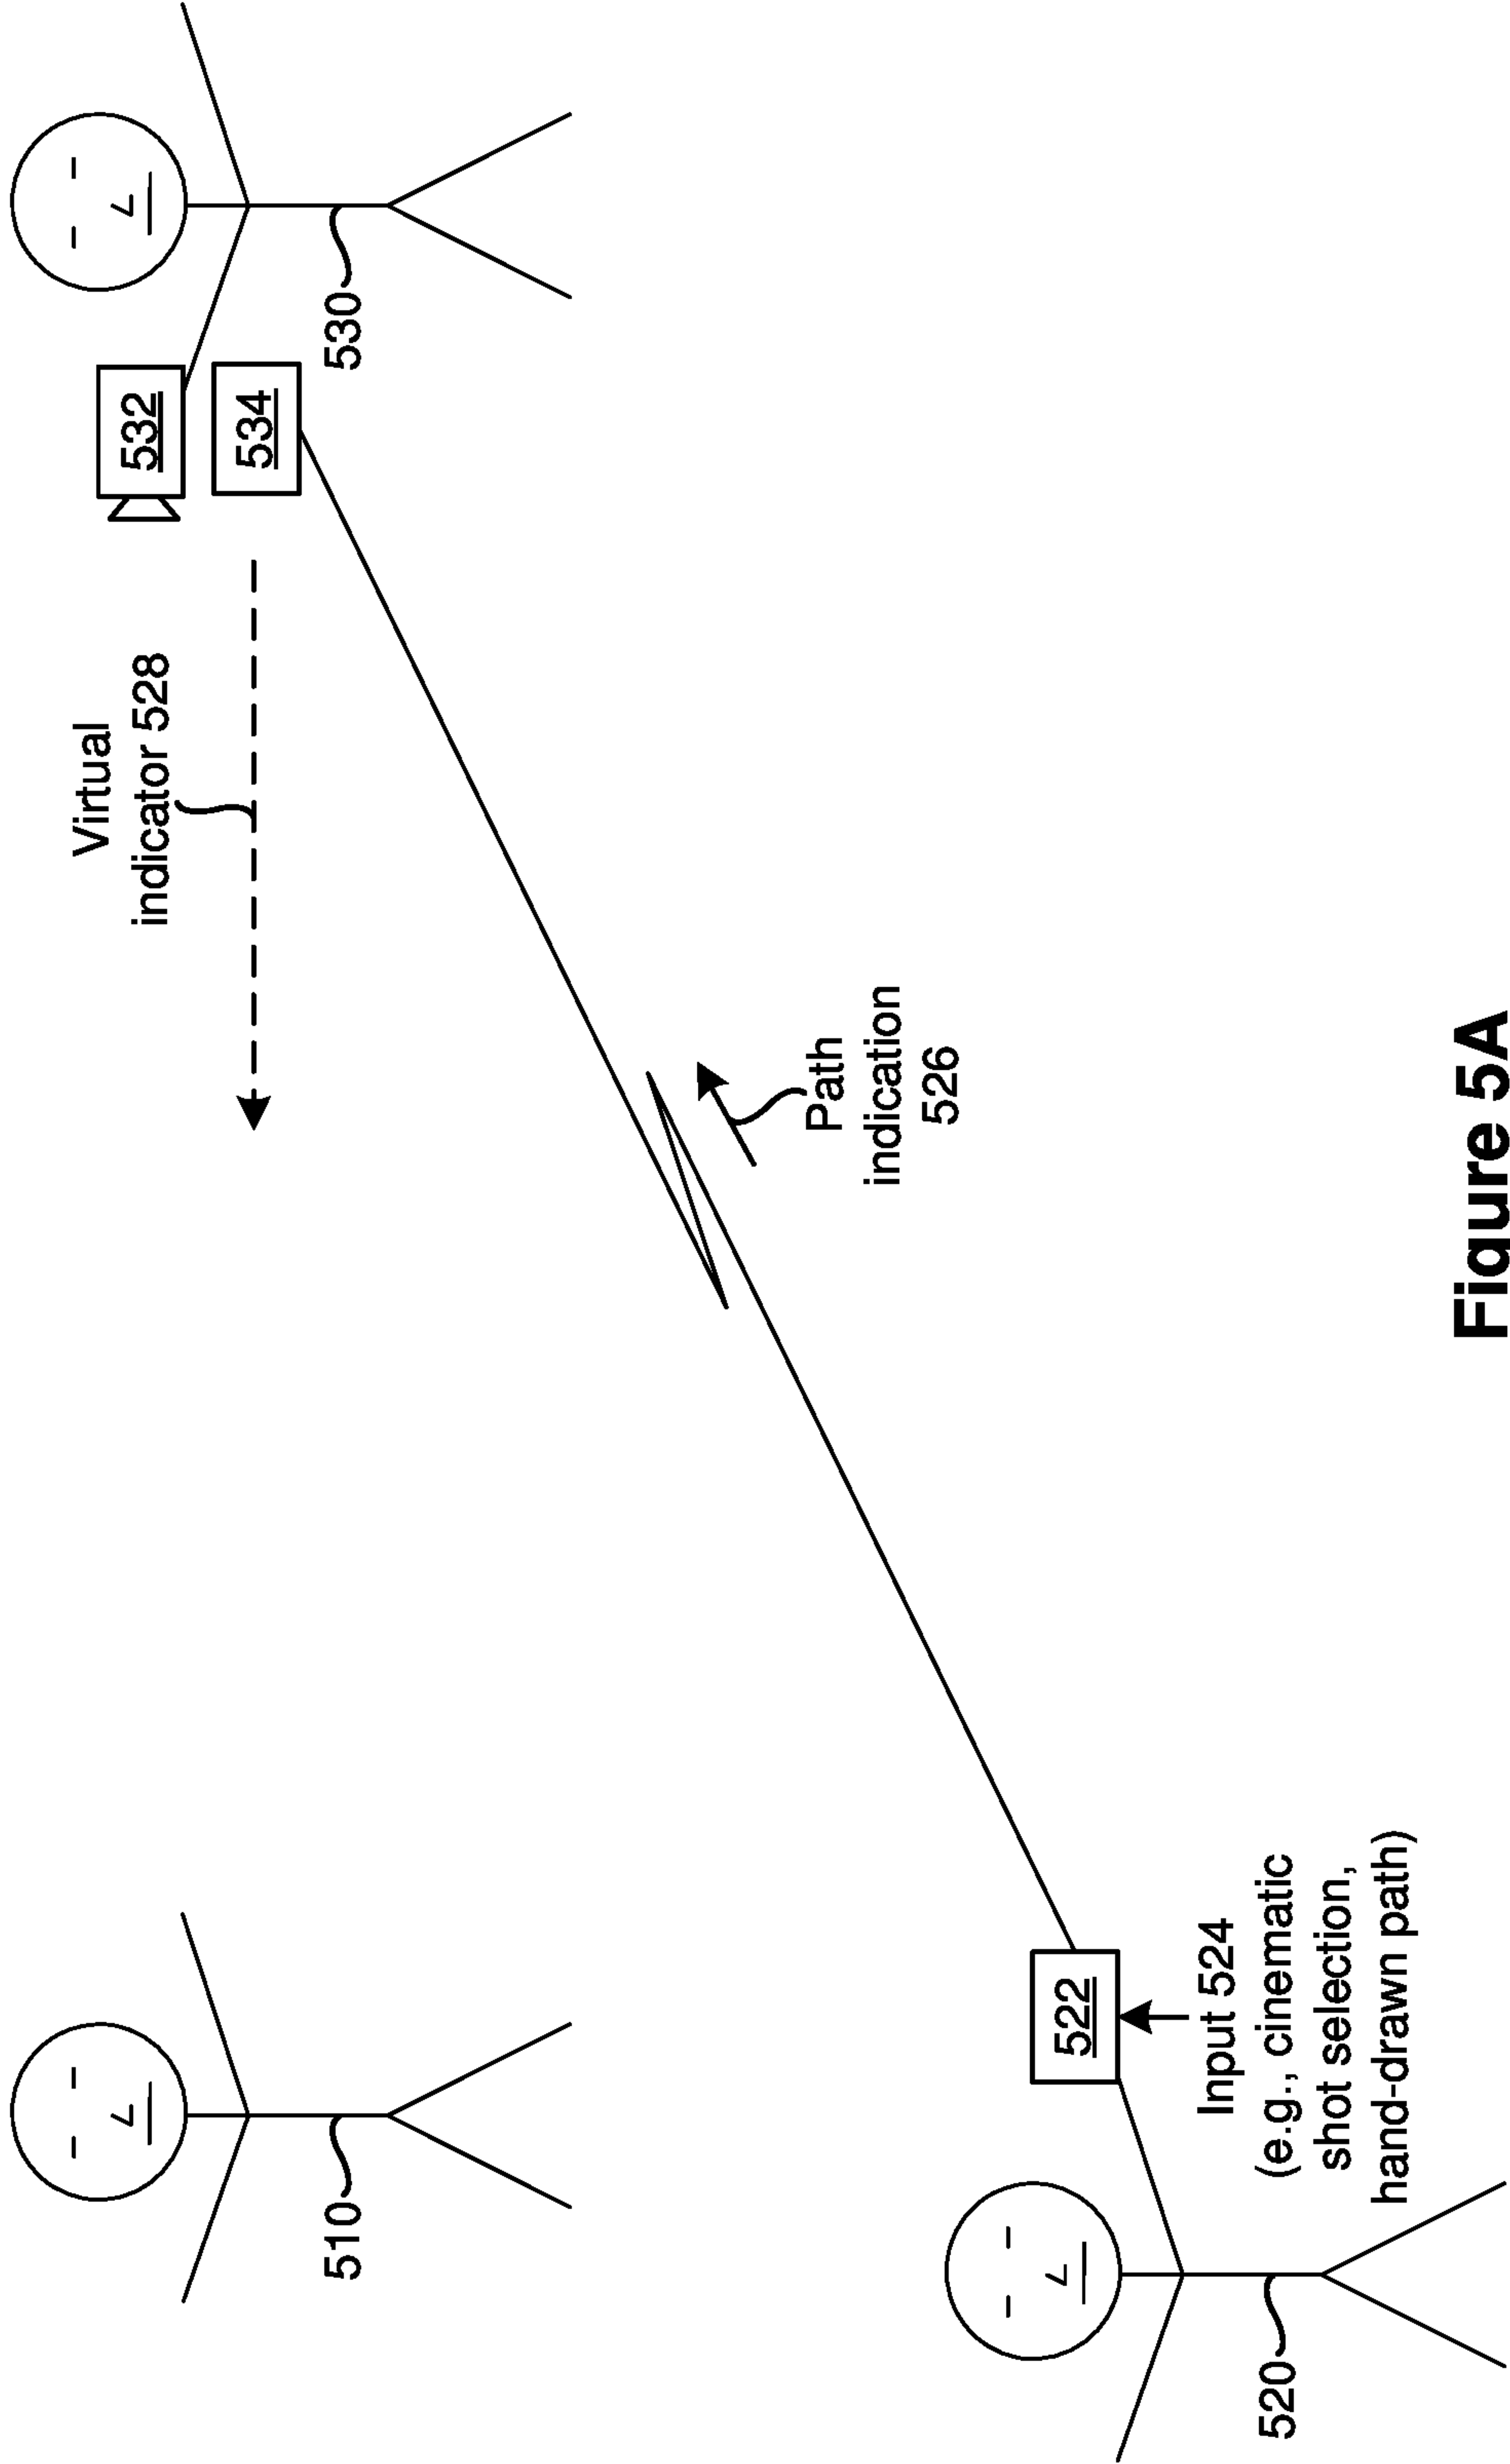 Virtual
indicator 528
532
534
530
510
Path
indication
526
522
Input 524
(e.g., cinematic
shot selection,
hand-drawn path)
520
Figure 5A